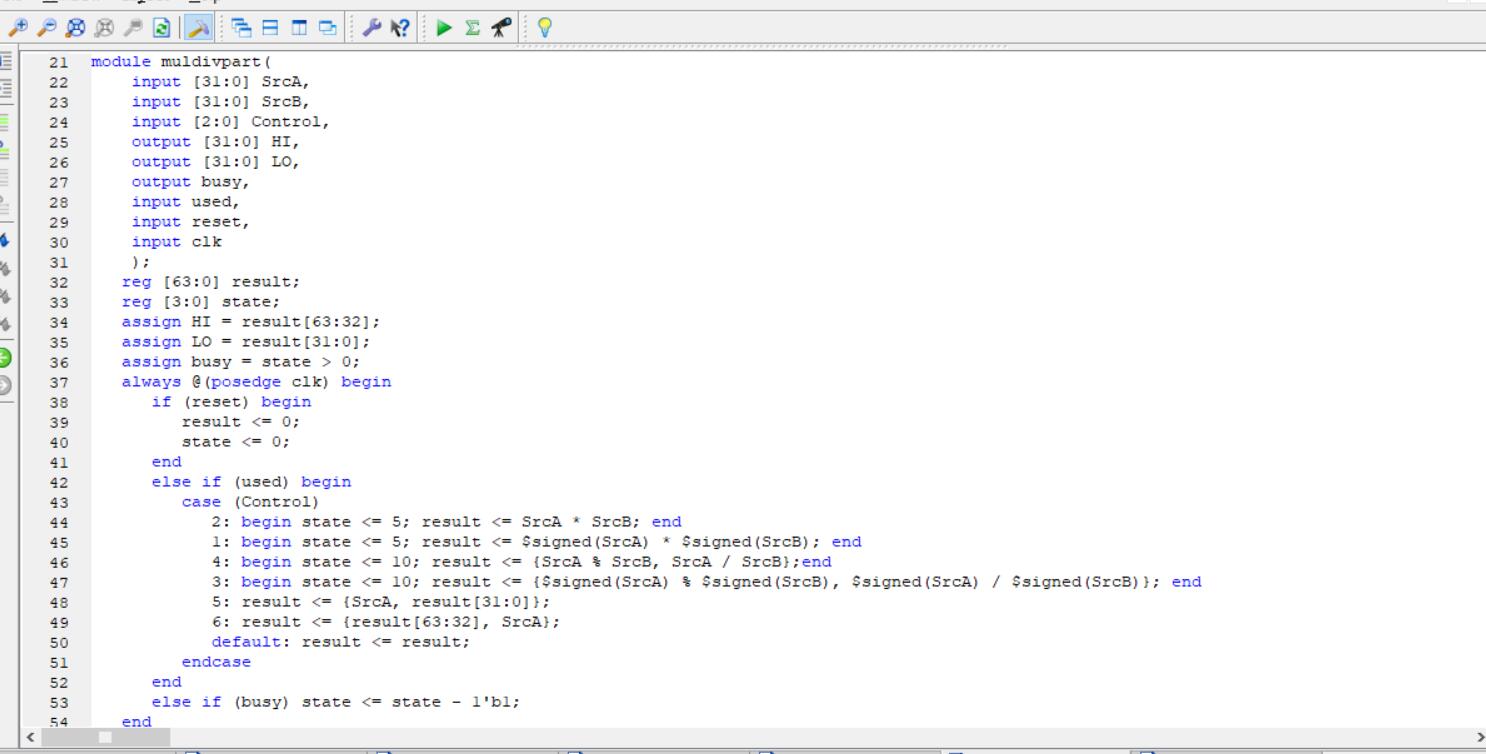 21 module muldivpart(
22 input [31:0] SrcA,
23 input [31:0] SrcB,
24 input [2:0] Control,
25 output [31:0] HI,
26 output [31:0] LO,
27 output busy,
28 input used,
29 input reset,
30 input clk
31 );
32 reg [63:0] result;
33 reg [3:0] state;
34 assign HI = result[63:32];
35 assign LO = result[31:0];
36 assign busy = state > 0;
37 always @(posedge clk) begin
38 if (reset) begin
39 result <= 0;
40 state <= 0;
41 end
42 else if (used) begin
43 case (Control)
44 2: begin state <= 5; result <= SrcA * SrcB; end
45 1: begin state <= 5; result <= $signed(SrcA) * $signed(SrcB); end
46 4: begin state <= 10; result <= {SrcA % SrcB, SrcA / SrcB};end
47 3: begin state <= 10; result <= {$signed(SrcA) % $signed(SrcB), $signed(SrcA) / $signed(SrcB)}; end
48 5: result <= {SrcA, result[31:0]};
49 6: result <= {result[63:32], SrcA};
50 default: result <= result;
51 endcase
52 end
53 else if (busy) state <= state - 1'b1;
54 end